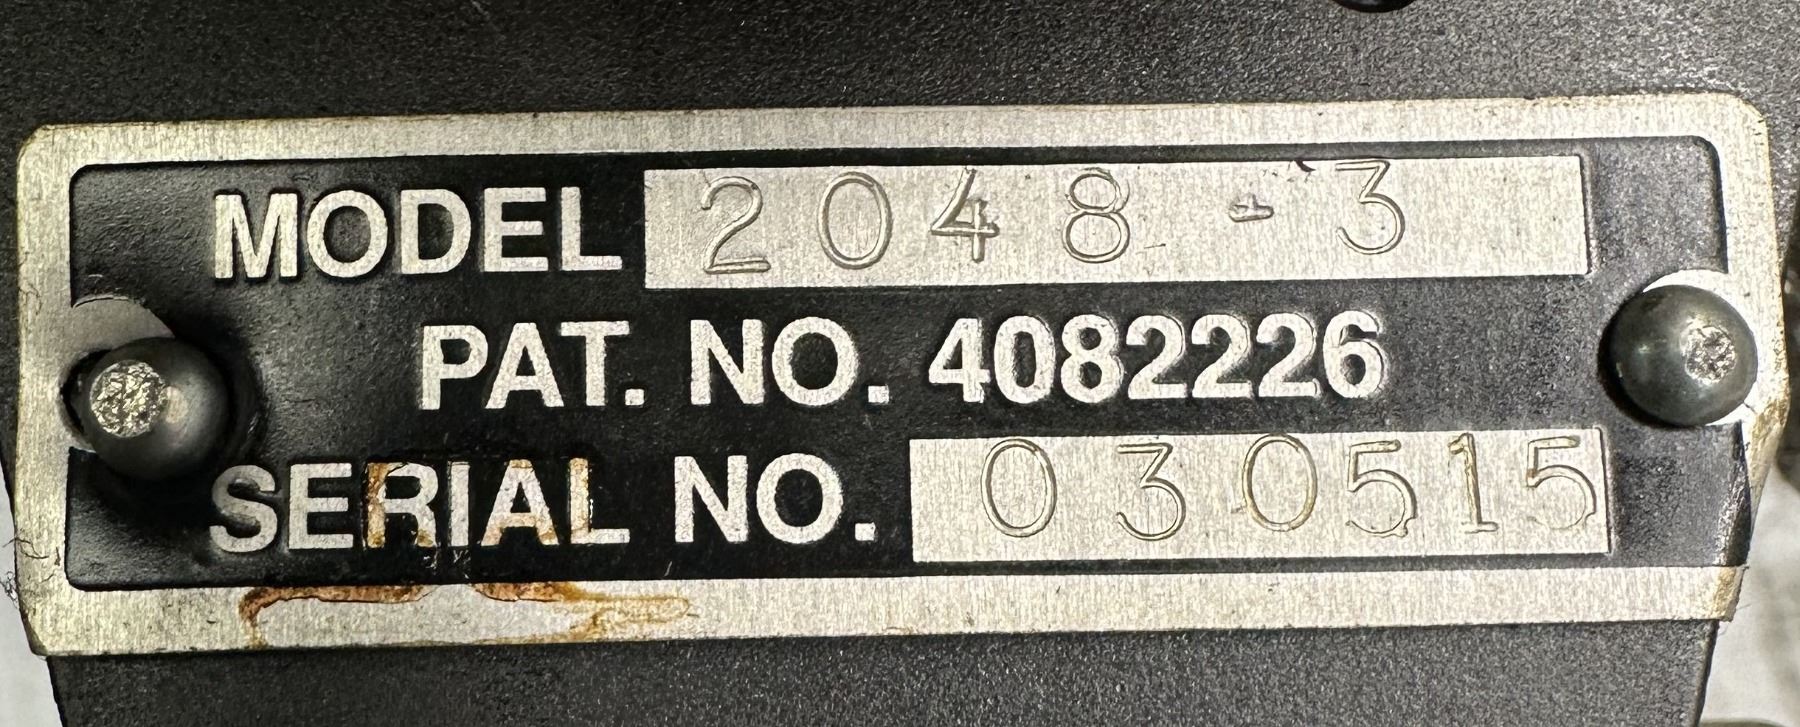 MODEL 2048-3
PAT. NO. 4082226
SERIAL NO. 030515